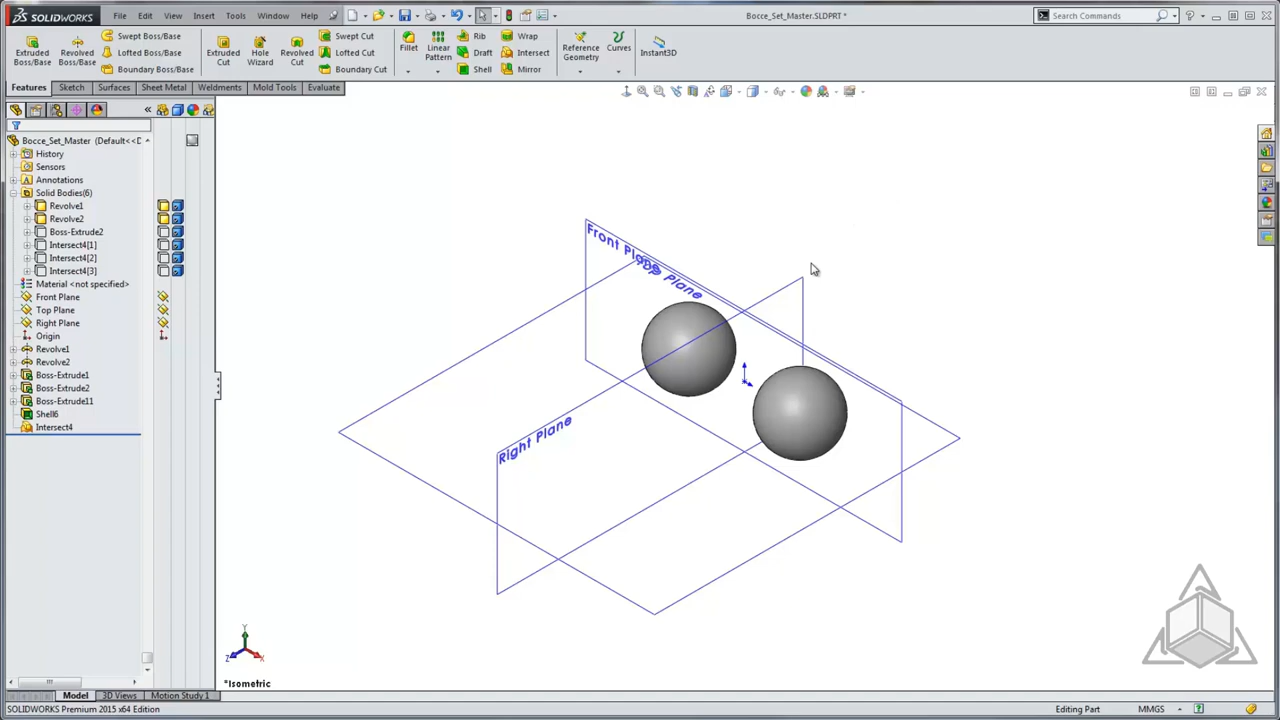 SOLIDWORKS File Edit View Insert Tools Window Help Bocce_Set_Master.SLDPRT * Search Commands
Extruded Boss/Base Revolved Boss/Base Swept Boss/Base Lofted Boss/Base Boundary Boss/Base Extruded Cut Hole Wizard Revolved Cut Swept Cut Lofted Cut Boundary Cut Fillet Linear Pattern Rib Draft Shell Wrap Intersect Mirror Reference Geometry Curves Instant3D
Features Sketch Surfaces Sheet Metal Weldments Mold Tools Evaluate
Bocce_Set_Master (Default<<D
History
Sensors
Annotations
Solid Bodies(6)
Revolve1
Revolve2
Boss-Extrude2
Intersect4[1]
Intersect4[2]
Intersect4[3]
Material <not specified>
Front Plane
Top Plane
Right Plane
Origin
Revolve1
Revolve2
Boss-Extrude1
Boss-Extrude2
Boss-Extrude11
Shell6
Intersect4
Front Plane
Top Plane
Right Plane
Y
Z
X
*Isometric
Model 3D Views Motion Study 1
SOLIDWORKS Premium 2015 x64 Edition Editing Part MMGS